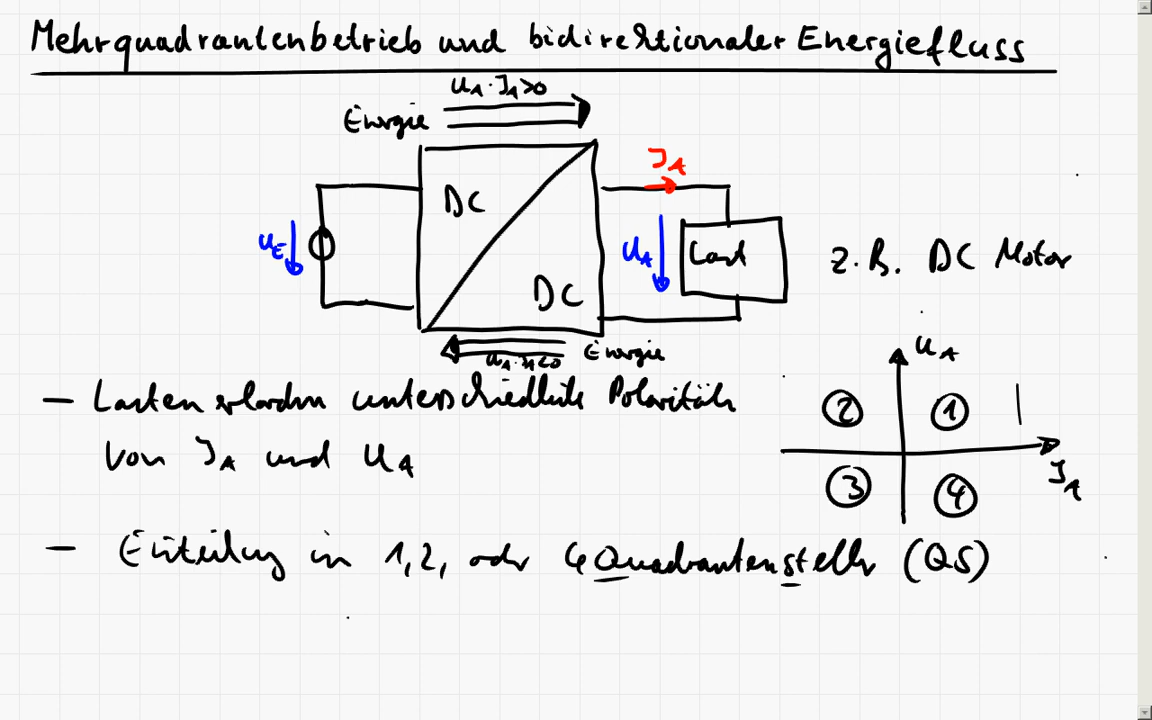 Mehrquadrantenbetrieb und bidirektionaler Energiefluss
U_A · I_A > 0
Energie
I_A
DC
U_E
U_A
Last
z.B. DC Motor
DC
U_A · I_A < 0
Energie
U_A
- Lasten erfordern unterschiedliche Polarität
von I_A und U_A
2 1
I_A
3 4
- Einteilung in 1,2, oder 4 Quadrantensteller (QS)